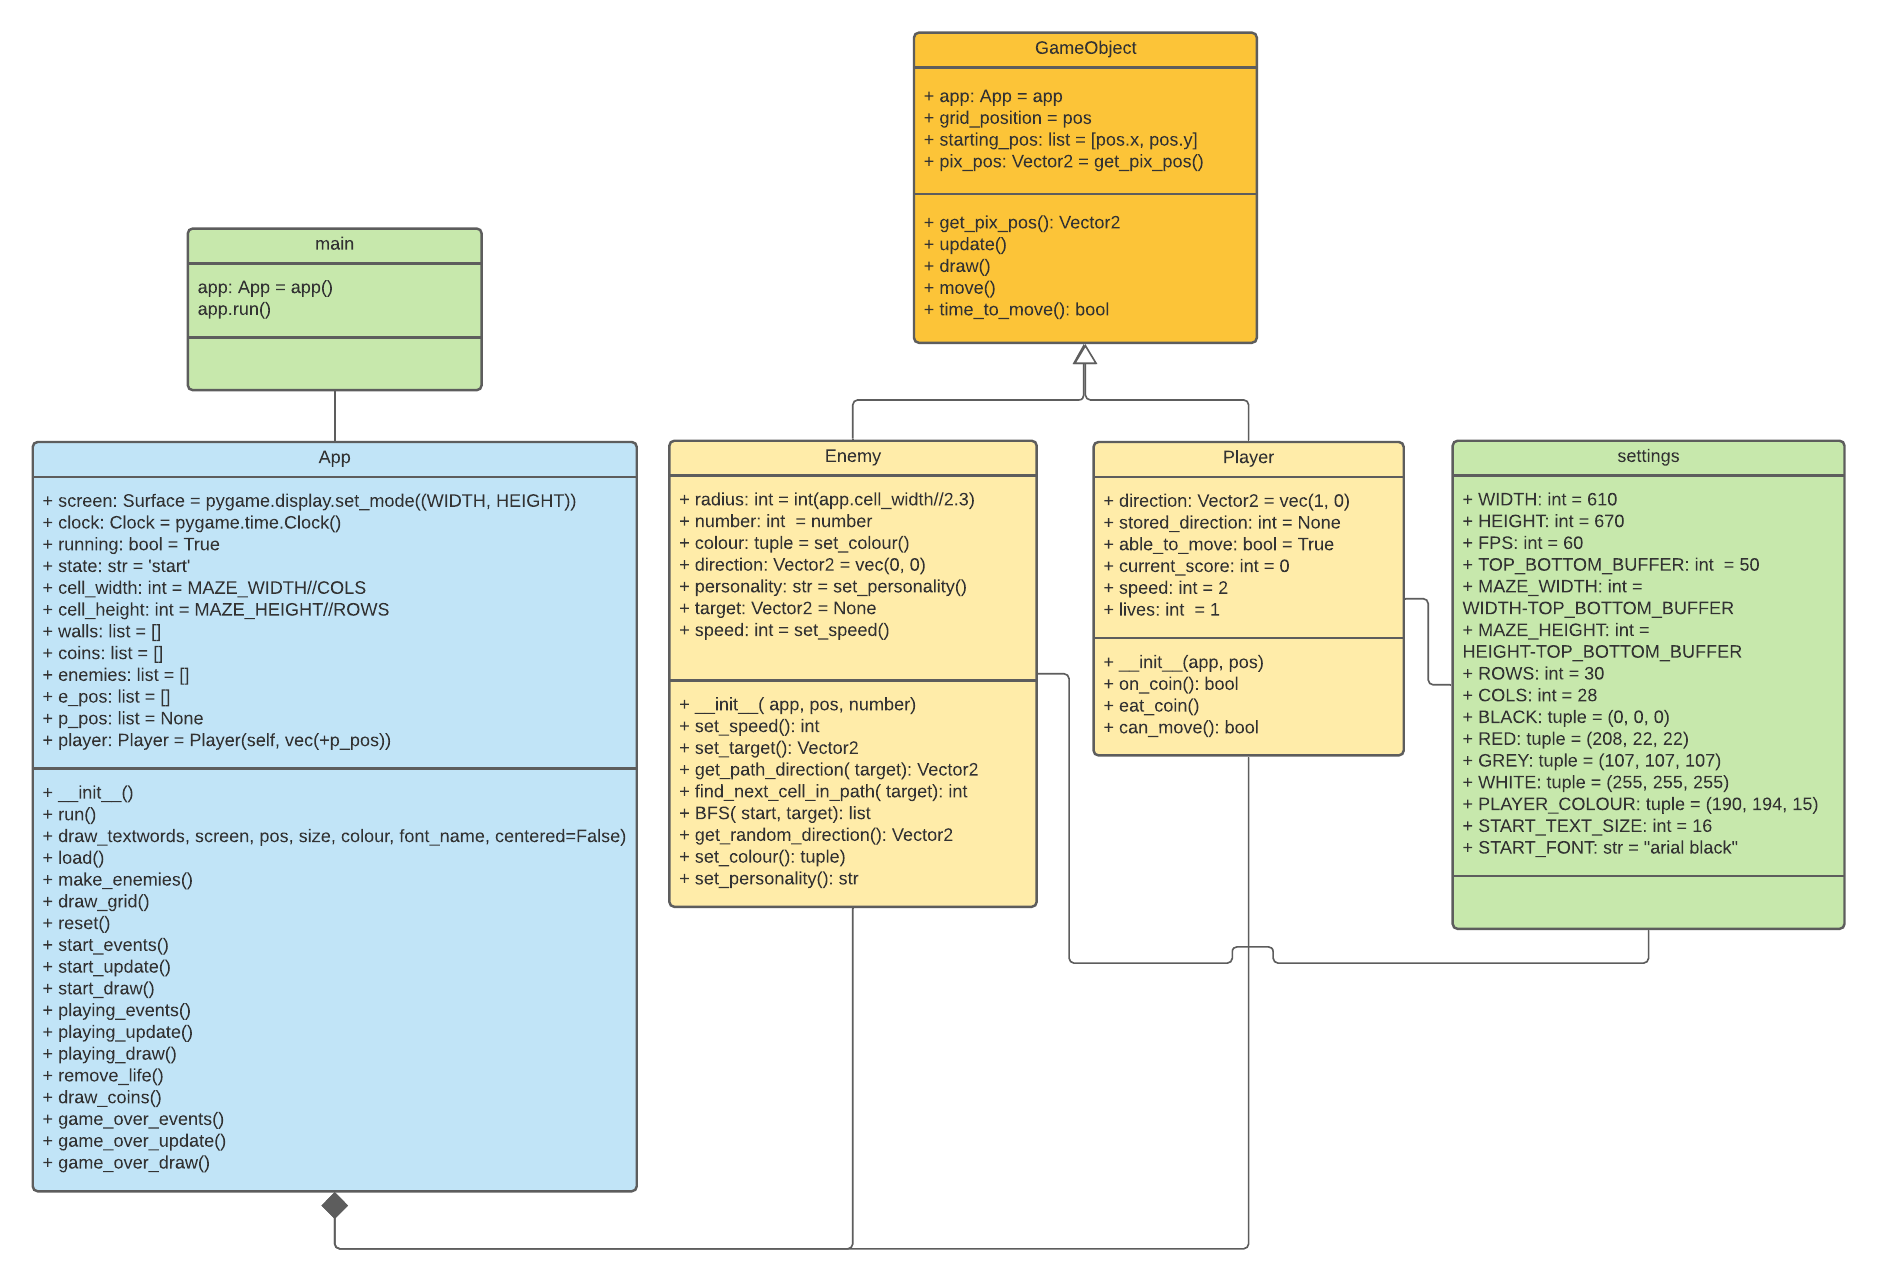 GameObject
+ app: App = app
+ grid_position = pos
+ starting_pos: list = [pos.x, pos.y]
+ pix_pos: Vector2 = get_pix_pos()
+ get_pix_pos(): Vector2
+ update()
+ draw()
+ move()
+ time_to_move(): bool
main
app: App = app()
app.run()
App
+ screen: Surface = pygame.display.set_mode((WIDTH, HEIGHT))
+ clock: Clock = pygame.time.Clock()
+ running: bool = True
+ state: str = 'start'
+ cell_width: int = MAZE_WIDTH//COLS
+ cell_height: int = MAZE_HEIGHT//ROWS
+ walls: list = []
+ coins: list = []
+ enemies: list = []
+ e_pos: list = []
+ p_pos: list = None
+ player: Player = Player(self, vec(+p_pos))
+ __init__()
+ run()
+ draw_textwords, screen, pos, size, colour, font_name, centered=False)
+ load()
+ make_enemies()
+ draw_grid()
+ reset()
+ start_events()
+ start_update()
+ start_draw()
+ playing_events()
+ playing_update()
+ playing_draw()
+ remove_life()
+ draw_coins()
+ game_over_events()
+ game_over_update()
+ game_over_draw()
Enemy
+ radius: int = int(app.cell_width//2.3)
+ number: int  = number
+ colour: tuple = set_colour()
+ direction: Vector2 = vec(0, 0)
+ personality: str = set_personality()
+ target: Vector2 = None
+ speed: int = set_speed()
+ __init__( app, pos, number)
+ set_speed(): int
+ set_target(): Vector2
+ get_path_direction( target): Vector2
+ find_next_cell_in_path( target): int
+ BFS( start, target): list
+ get_random_direction(): Vector2
+ set_colour(): tuple)
+ set_personality(): str
Player
+ direction: Vector2 = vec(1, 0)
+ stored_direction: int = None
+ able_to_move: bool = True
+ current_score: int = 0
+ speed: int = 2
+ lives: int  = 1
+ __init__(app, pos)
+ on_coin(): bool
+ eat_coin()
+ can_move(): bool
settings
+ WIDTH: int = 610
+ HEIGHT: int = 670
+ FPS: int = 60
+ TOP_BOTTOM_BUFFER: int  = 50
+ MAZE_WIDTH: int =
WIDTH-TOP_BOTTOM_BUFFER
+ MAZE_HEIGHT: int =
HEIGHT-TOP_BOTTOM_BUFFER
+ ROWS: int = 30
+ COLS: int = 28
+ BLACK: tuple = (0, 0, 0)
+ RED: tuple = (208, 22, 22)
+ GREY: tuple = (107, 107, 107)
+ WHITE: tuple = (255, 255, 255)
+ PLAYER_COLOUR: tuple = (190, 194, 15)
+ START_TEXT_SIZE: int = 16
+ START_FONT: str = "arial black"